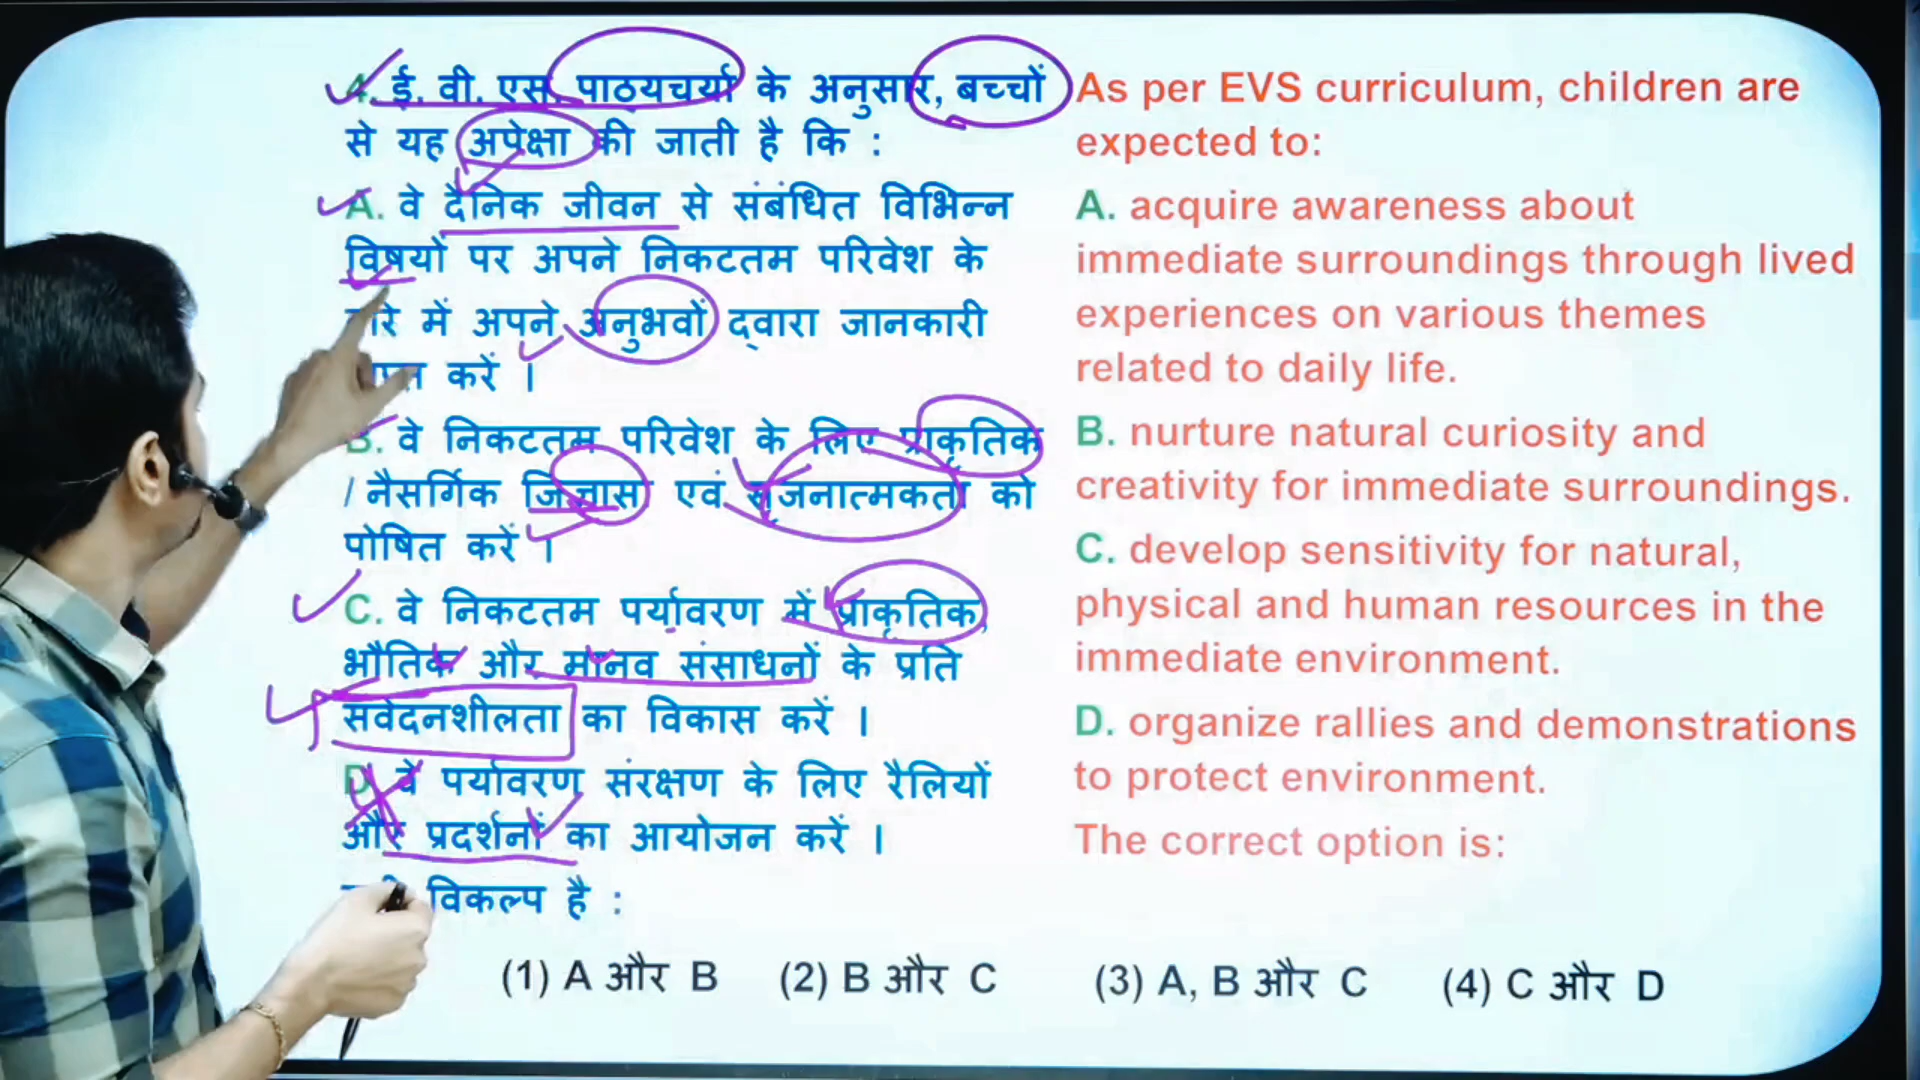 4. ई. वी. एस. पाठ्यचर्या के अनुसार, बच्चों
से यह अपेक्षा की जाती है कि :
A. वे दैनिक जीवन से संबंधित विभिन्न
विषयों पर अपने निकटतम परिवेश के
में अपने अनुभवों द्वारा जानकारी
करें ।
B. वे निकटतम परिवेश के लिए प्राकृतिक
/ नैसर्गिक एवं सृजनात्मकता को
पोषित करें ।
C. वे निकटतम पर्यावरण में प्राकृतिक,
भौतिक और मानव संसाधनों के प्रति
संवेदनशीलता का विकास करें ।
D. वे पर्यावरण संरक्षण के लिए रैलियों
और प्रदर्शनों का आयोजन करें ।
विकल्प है :
As per EVS curriculum, children are
expected to:
A. acquire awareness about
immediate surroundings through lived
experiences on various themes
related to daily life.
B. nurture natural curiosity and
creativity for immediate surroundings.
C. develop sensitivity for natural,
physical and human resources in the
immediate environment.
D. organize rallies and demonstrations
to protect environment.
The correct option is:
(1) A और B (2) B और C (3) A, B और C (4) C और D